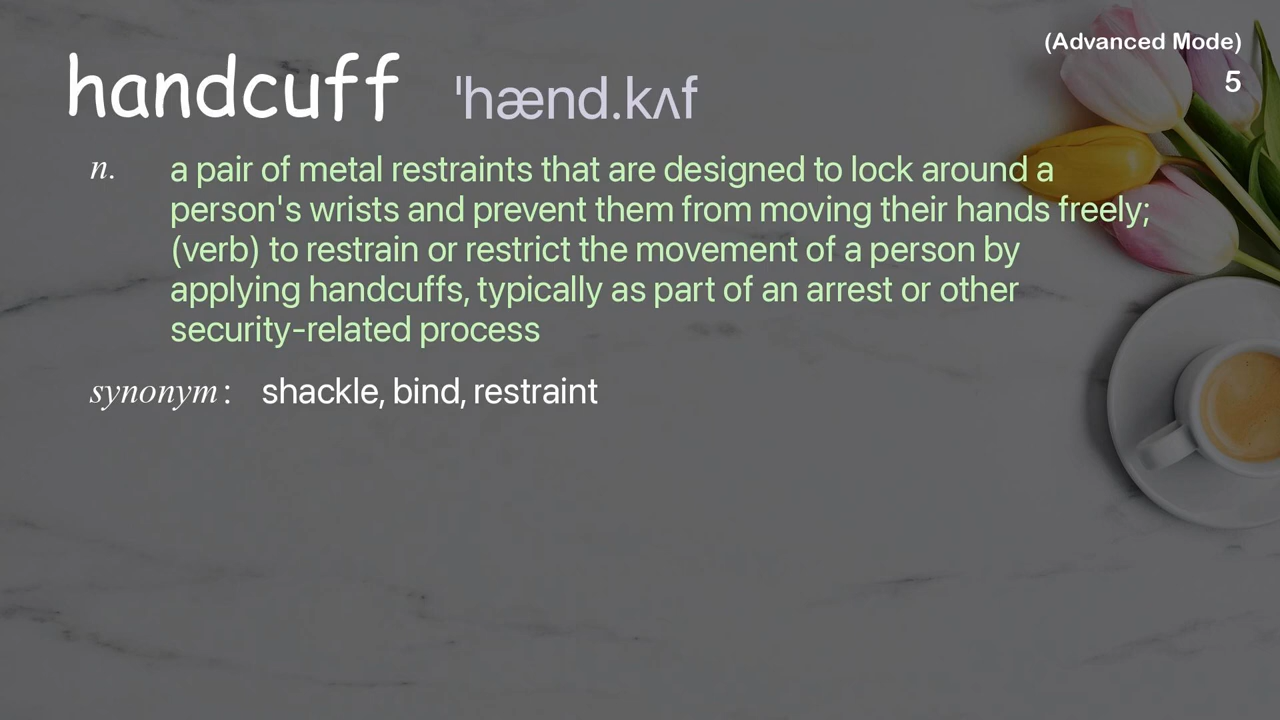 (Advanced Mode)
5
handcuff ˈhænd.kʌf
n. a pair of metal restraints that are designed to lock around a
person's wrists and prevent them from moving their hands freely;
(verb) to restrain or restrict the movement of a person by
applying handcuffs, typically as part of an arrest or other
security-related process
synonym: shackle, bind, restraint